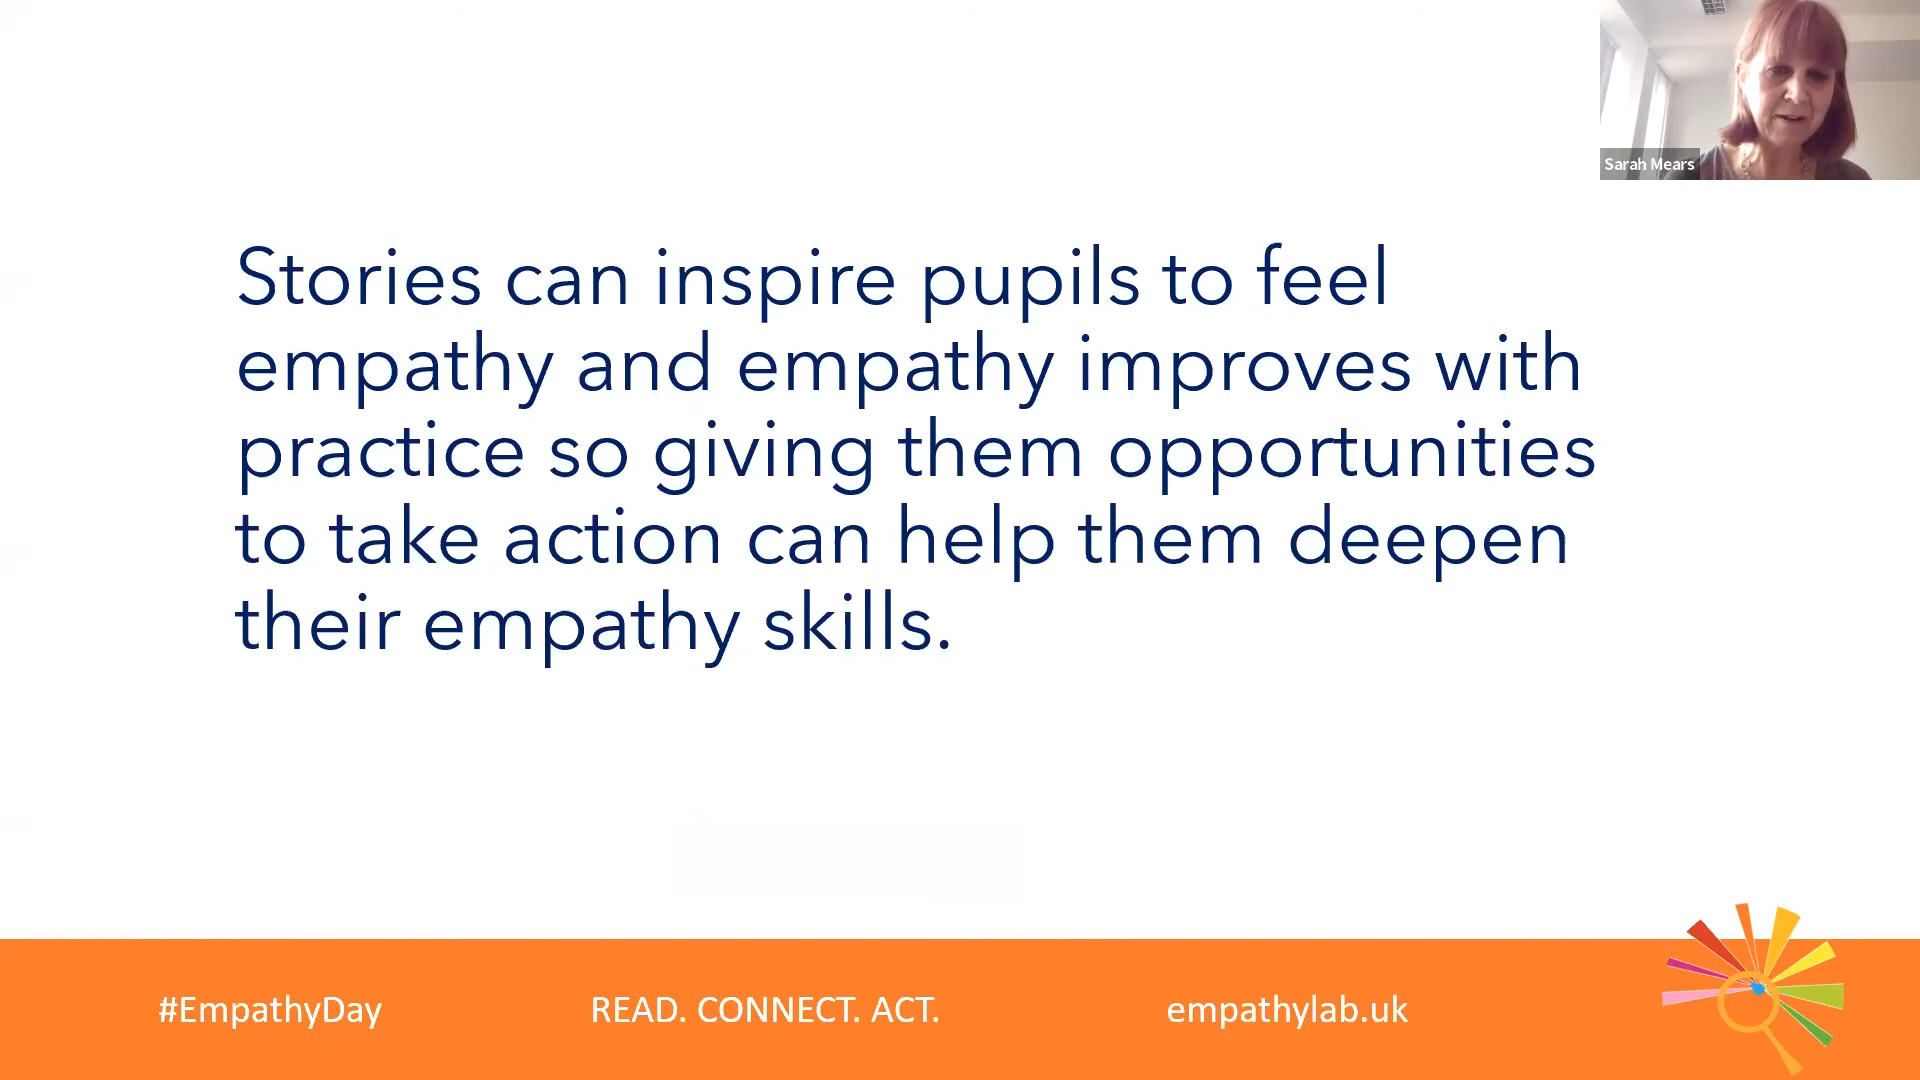 Sarah Mears
Stories can inspire pupils to feel
empathy and empathy improves with
practice so giving them opportunities
to take action can help them deepen
their empathy skills.
#EmpathyDay
READ. CONNECT. ACT.
empathylab.uk